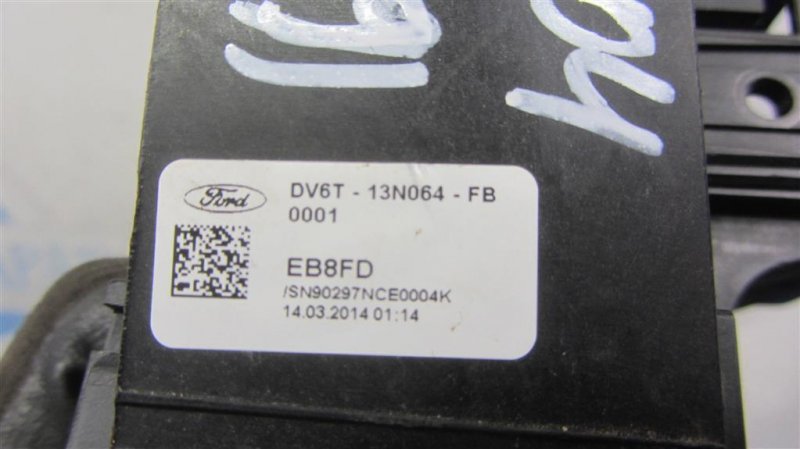 Ford
DV6T - 13N064 - FB
0001
EB8FD
/SN90297NCE0004K
14.03.2014 01:14